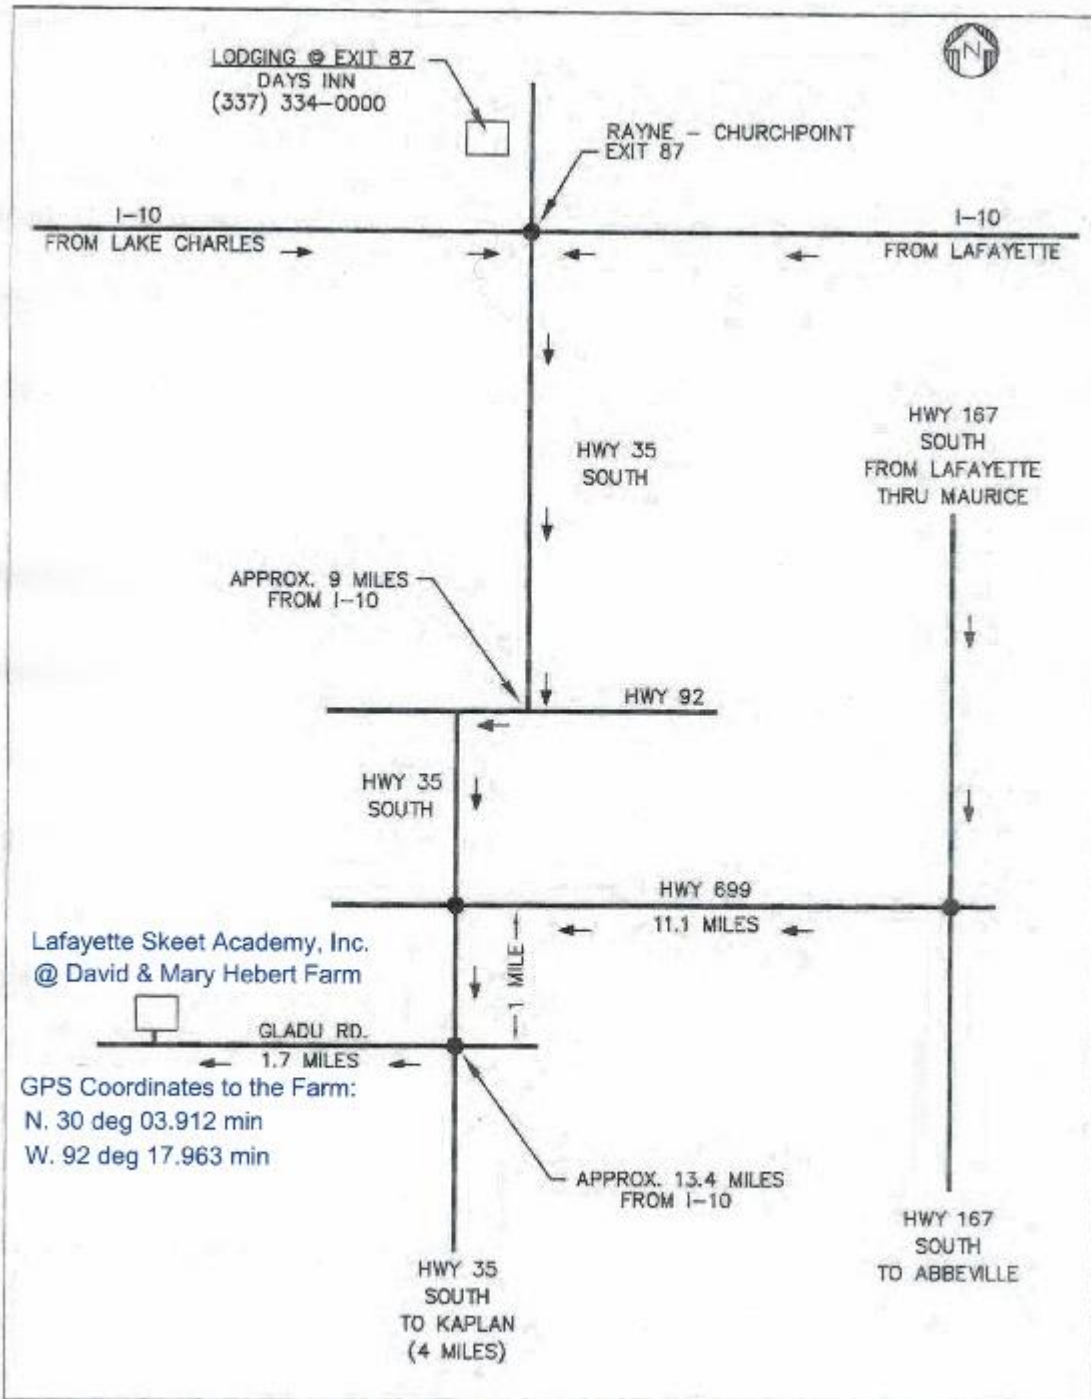 N
LODGING @ EXIT 87
DAYS INN
(337) 334-0000
RAYNE - CHURCHPOINT
EXIT 87
I-10
FROM LAKE CHARLES
I-10
FROM LAFAYETTE
HWY 35
SOUTH
HWY 167
SOUTH
FROM LAFAYETTE
THRU MAURICE
APPROX. 9 MILES
FROM I-10
HWY 92
HWY 35
SOUTH
HWY 699
11.1 MILES
1 MILE
Lafayette Skeet Academy, Inc.
@ David & Mary Hebert Farm
GLADU RD.
1.7 MILES
GPS Coordinates to the Farm:
N. 30 deg 03.912 min
W. 92 deg 17.963 min
APPROX. 13.4 MILES
FROM I-10
HWY 35
SOUTH
TO KAPLAN
(4 MILES)
HWY 167
SOUTH
TO ABBEVILLE